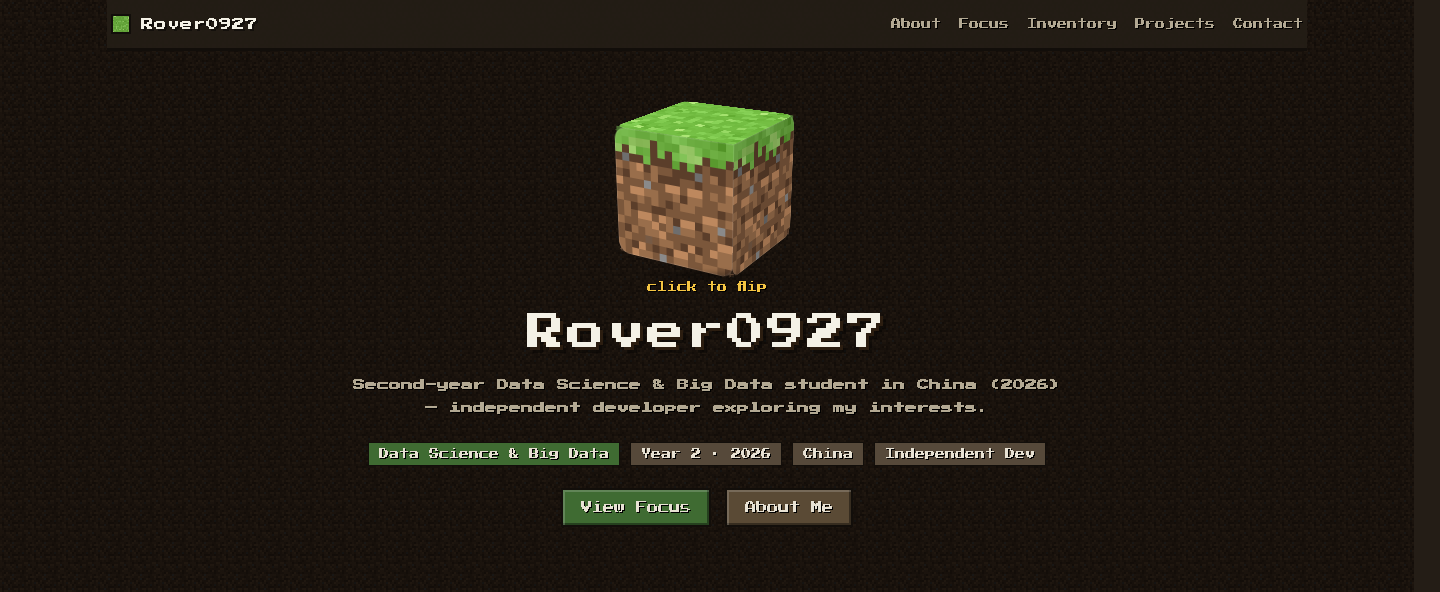 Rover0927
About Focus Inventory Projects Contact
click to flip
Rover0927
Second-year Data Science & Big Data student in China (2026)
— independent developer exploring my interests.
Data Science & Big Data Year 2 · 2026 China Independent Dev
View Focus About Me